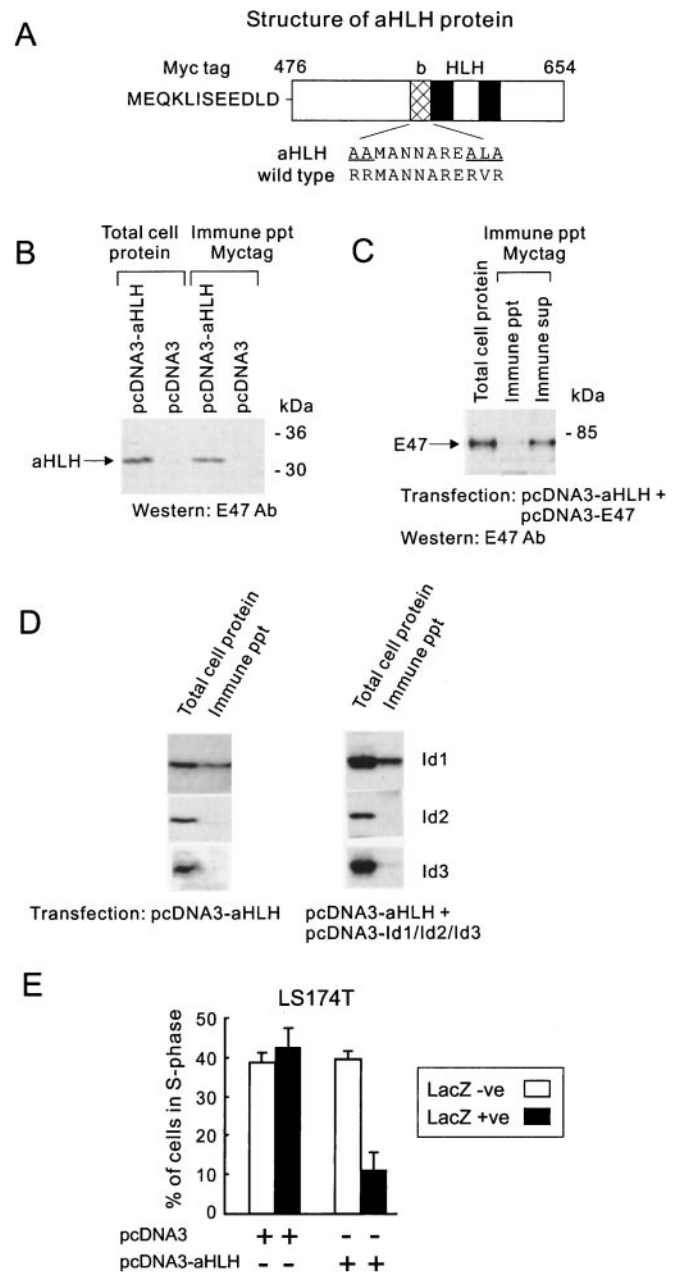 Structure of aHLH protein
A
Myc tag 476 b HLH 654
MEQKLISEEDLD
aHLH AAMANNAREALA
wild type RRMANNARERVR
B
Total cell protein
Immune ppt Myctag
pcDNA3-aHLH
pcDNA3
pcDNA3-aHLH
pcDNA3
kDa
- 36
aHLH
- 30
Western: E47 Ab
C
Immune ppt Myctag
Total cell protein
Immune ppt
Immune sup
kDa
- 85
E47
Transfection: pcDNA3-aHLH +
pcDNA3-E47
Western: E47 Ab
D
Total cell protein
Immune ppt
Total cell protein
Immune ppt
Id1
Id2
Id3
Transfection: pcDNA3-aHLH
pcDNA3-aHLH +
pcDNA3-Id1/Id2/Id3
E
LS174T
% of cells in S-phase
50
40
30
20
10
0
LacZ -ve
LacZ +ve
pcDNA3 + + - -
pcDNA3-aHLH - - + +